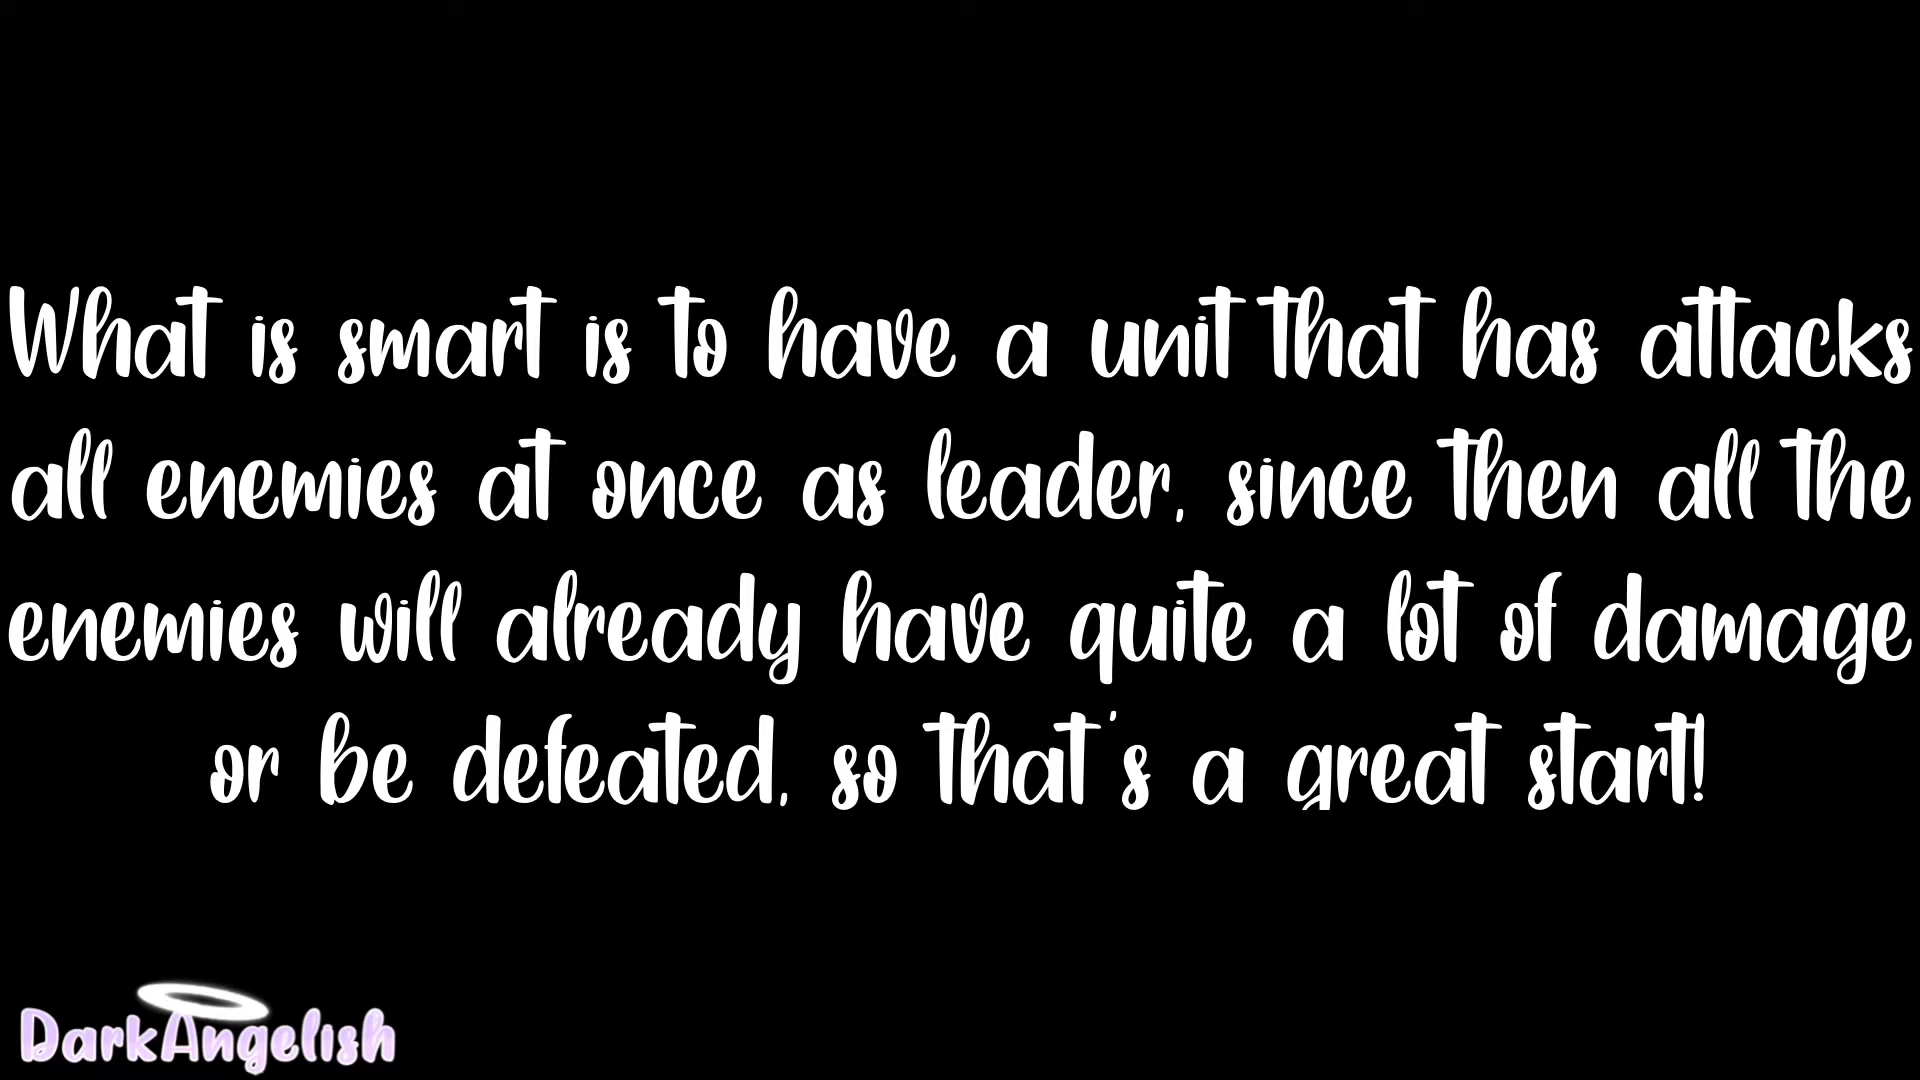 What is smart is to have a unit that has attacks
all enemies at once as leader, since then all the
enemies will already have quite a lot of damage
or be defeated, so that's a great start!
DarkAngelish